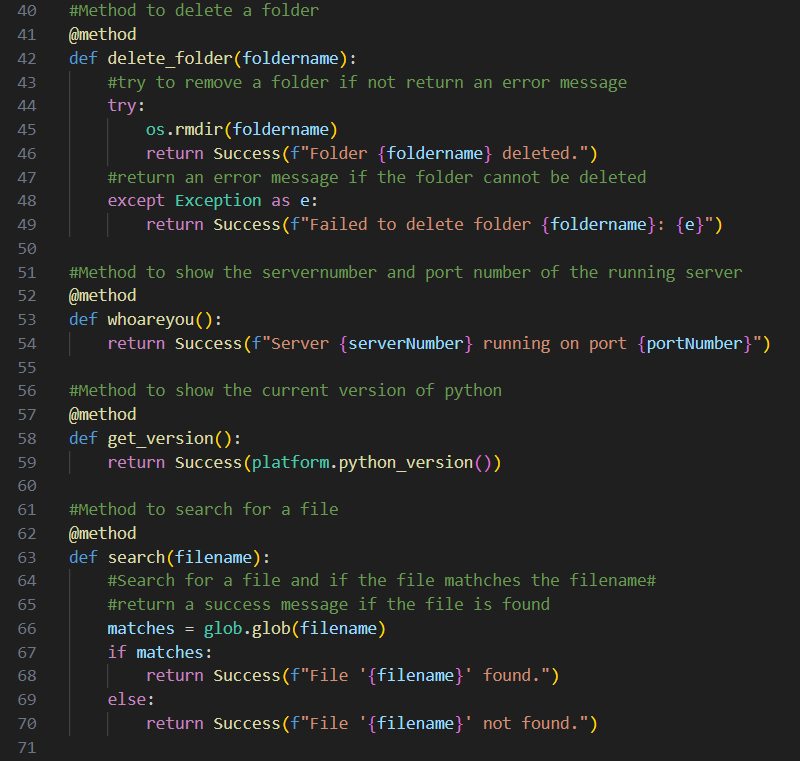 40 #Method to delete a folder
41 @method
42 def delete_folder(foldername):
43     #try to remove a folder if not return an error message
44     try:
45         os.rmdir(foldername)
46         return Success(f"Folder {foldername} deleted.")
47     #return an error message if the folder cannot be deleted
48     except Exception as e:
49         return Success(f"Failed to delete folder {foldername}: {e}")
50
51 #Method to show the servernumber and port number of the running server
52 @method
53 def whoareyou():
54     return Success(f"Server {serverNumber} running on port {portNumber}")
55
56 #Method to show the current version of python
57 @method
58 def get_version():
59     return Success(platform.python_version())
60
61 #Method to search for a file
62 @method
63 def search(filename):
64     #Search for a file and if the file mathches the filename#
65     #return a success message if the file is found
66     matches = glob.glob(filename)
67     if matches:
68         return Success(f"File '{filename}' found.")
69     else:
70         return Success(f"File '{filename}' not found.")
71